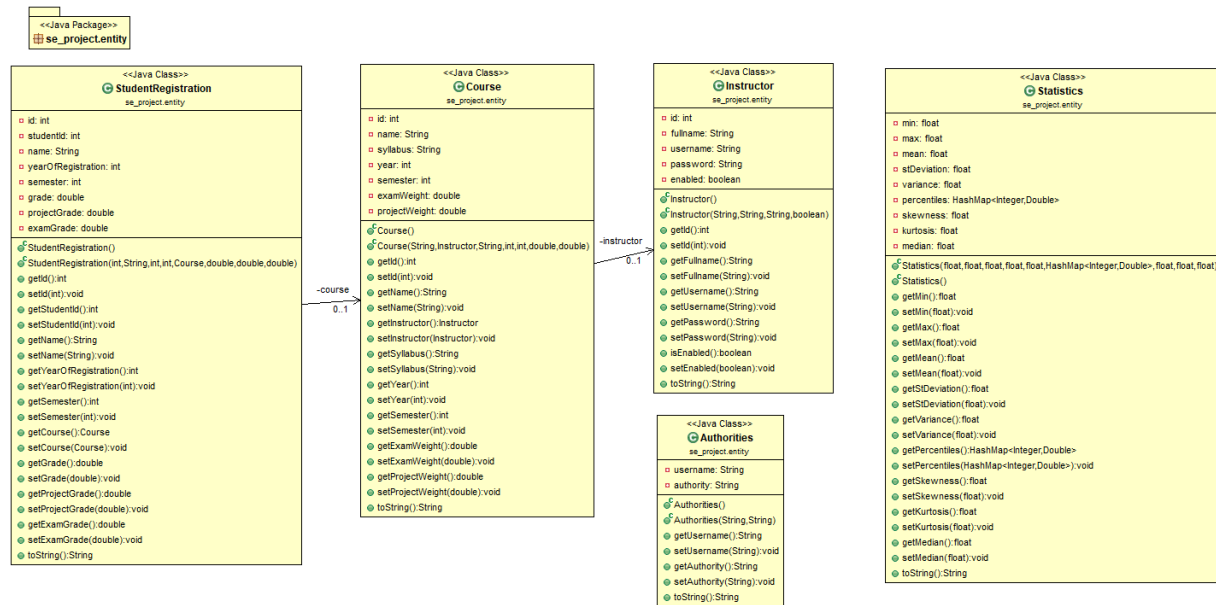 <<Java Package>>
se_project.entity
<<Java Class>>
StudentRegistration
se_project.entity
id: int
studentId: int
name: String
yearOfRegistration: int
semester: int
grade: double
projectGrade: double
examGrade: double
StudentRegistration()
StudentRegistration(int,String,int,int,Course,double,double,double)
getId():int
setId(int):void
getStudentId():int
setStudentId(int):void
getName():String
setName(String):void
getYearOfRegistration():int
setYearOfRegistration(int):void
getSemester():int
setSemester(int):void
getCourse():Course
setCourse(Course):void
getGrade():double
setGrade(double):void
getProjectGrade():double
setProjectGrade(double):void
getExamGrade():double
setExamGrade(double):void
toString():String
-course
0..1
<<Java Class>>
Course
se_project.entity
id: int
name: String
syllabus: String
year: int
semester: int
examWeight: double
projectWeight: double
Course()
Course(String,Instructor,String,int,int,double,double)
getId():int
setId(int):void
getName():String
setName(String):void
getInstructor():Instructor
setInstructor(Instructor):void
getSyllabus():String
setSyllabus(String):void
getYear():int
setYear(int):void
getSemester():int
setSemester(int):void
getExamWeight():double
setExamWeight(double):void
getProjectWeight():double
setProjectWeight(double):void
toString():String
-instructor
0..1
<<Java Class>>
Instructor
se_project.entity
id: int
fullname: String
username: String
password: String
enabled: boolean
Instructor()
Instructor(String,String,String,boolean)
getId():int
setId(int):void
getFullname():String
setFullname(String):void
getUsername():String
setUsername(String):void
getPassword():String
setPassword(String):void
isEnabled():boolean
setEnabled(boolean):void
toString():String
<<Java Class>>
Authorities
se_project.entity
username: String
authority: String
Authorities()
Authorities(String,String)
getUsername():String
setUsername(String):void
getAuthority():String
setAuthority(String):void
toString():String
<<Java Class>>
Statistics
se_project.entity
min: float
max: float
mean: float
stDeviation: float
variance: float
percentiles: HashMap<Integer,Double>
skewness: float
kurtosis: float
median: float
Statistics(float,float,float,float,float,HashMap<Integer,Double>,float,float,float)
Statistics()
getMin():float
setMin(float):void
getMax():float
setMax(float):void
getMean():float
setMean(float):void
getStDeviation():float
setStDeviation(float):void
getVariance():float
setVariance(float):void
getPercentiles():HashMap<Integer,Double>
setPercentiles(HashMap<Integer,Double>):void
getSkewness():float
setSkewness(float):void
getKurtosis():float
setKurtosis(float):void
getMedian():float
setMedian(float):void
toString():String